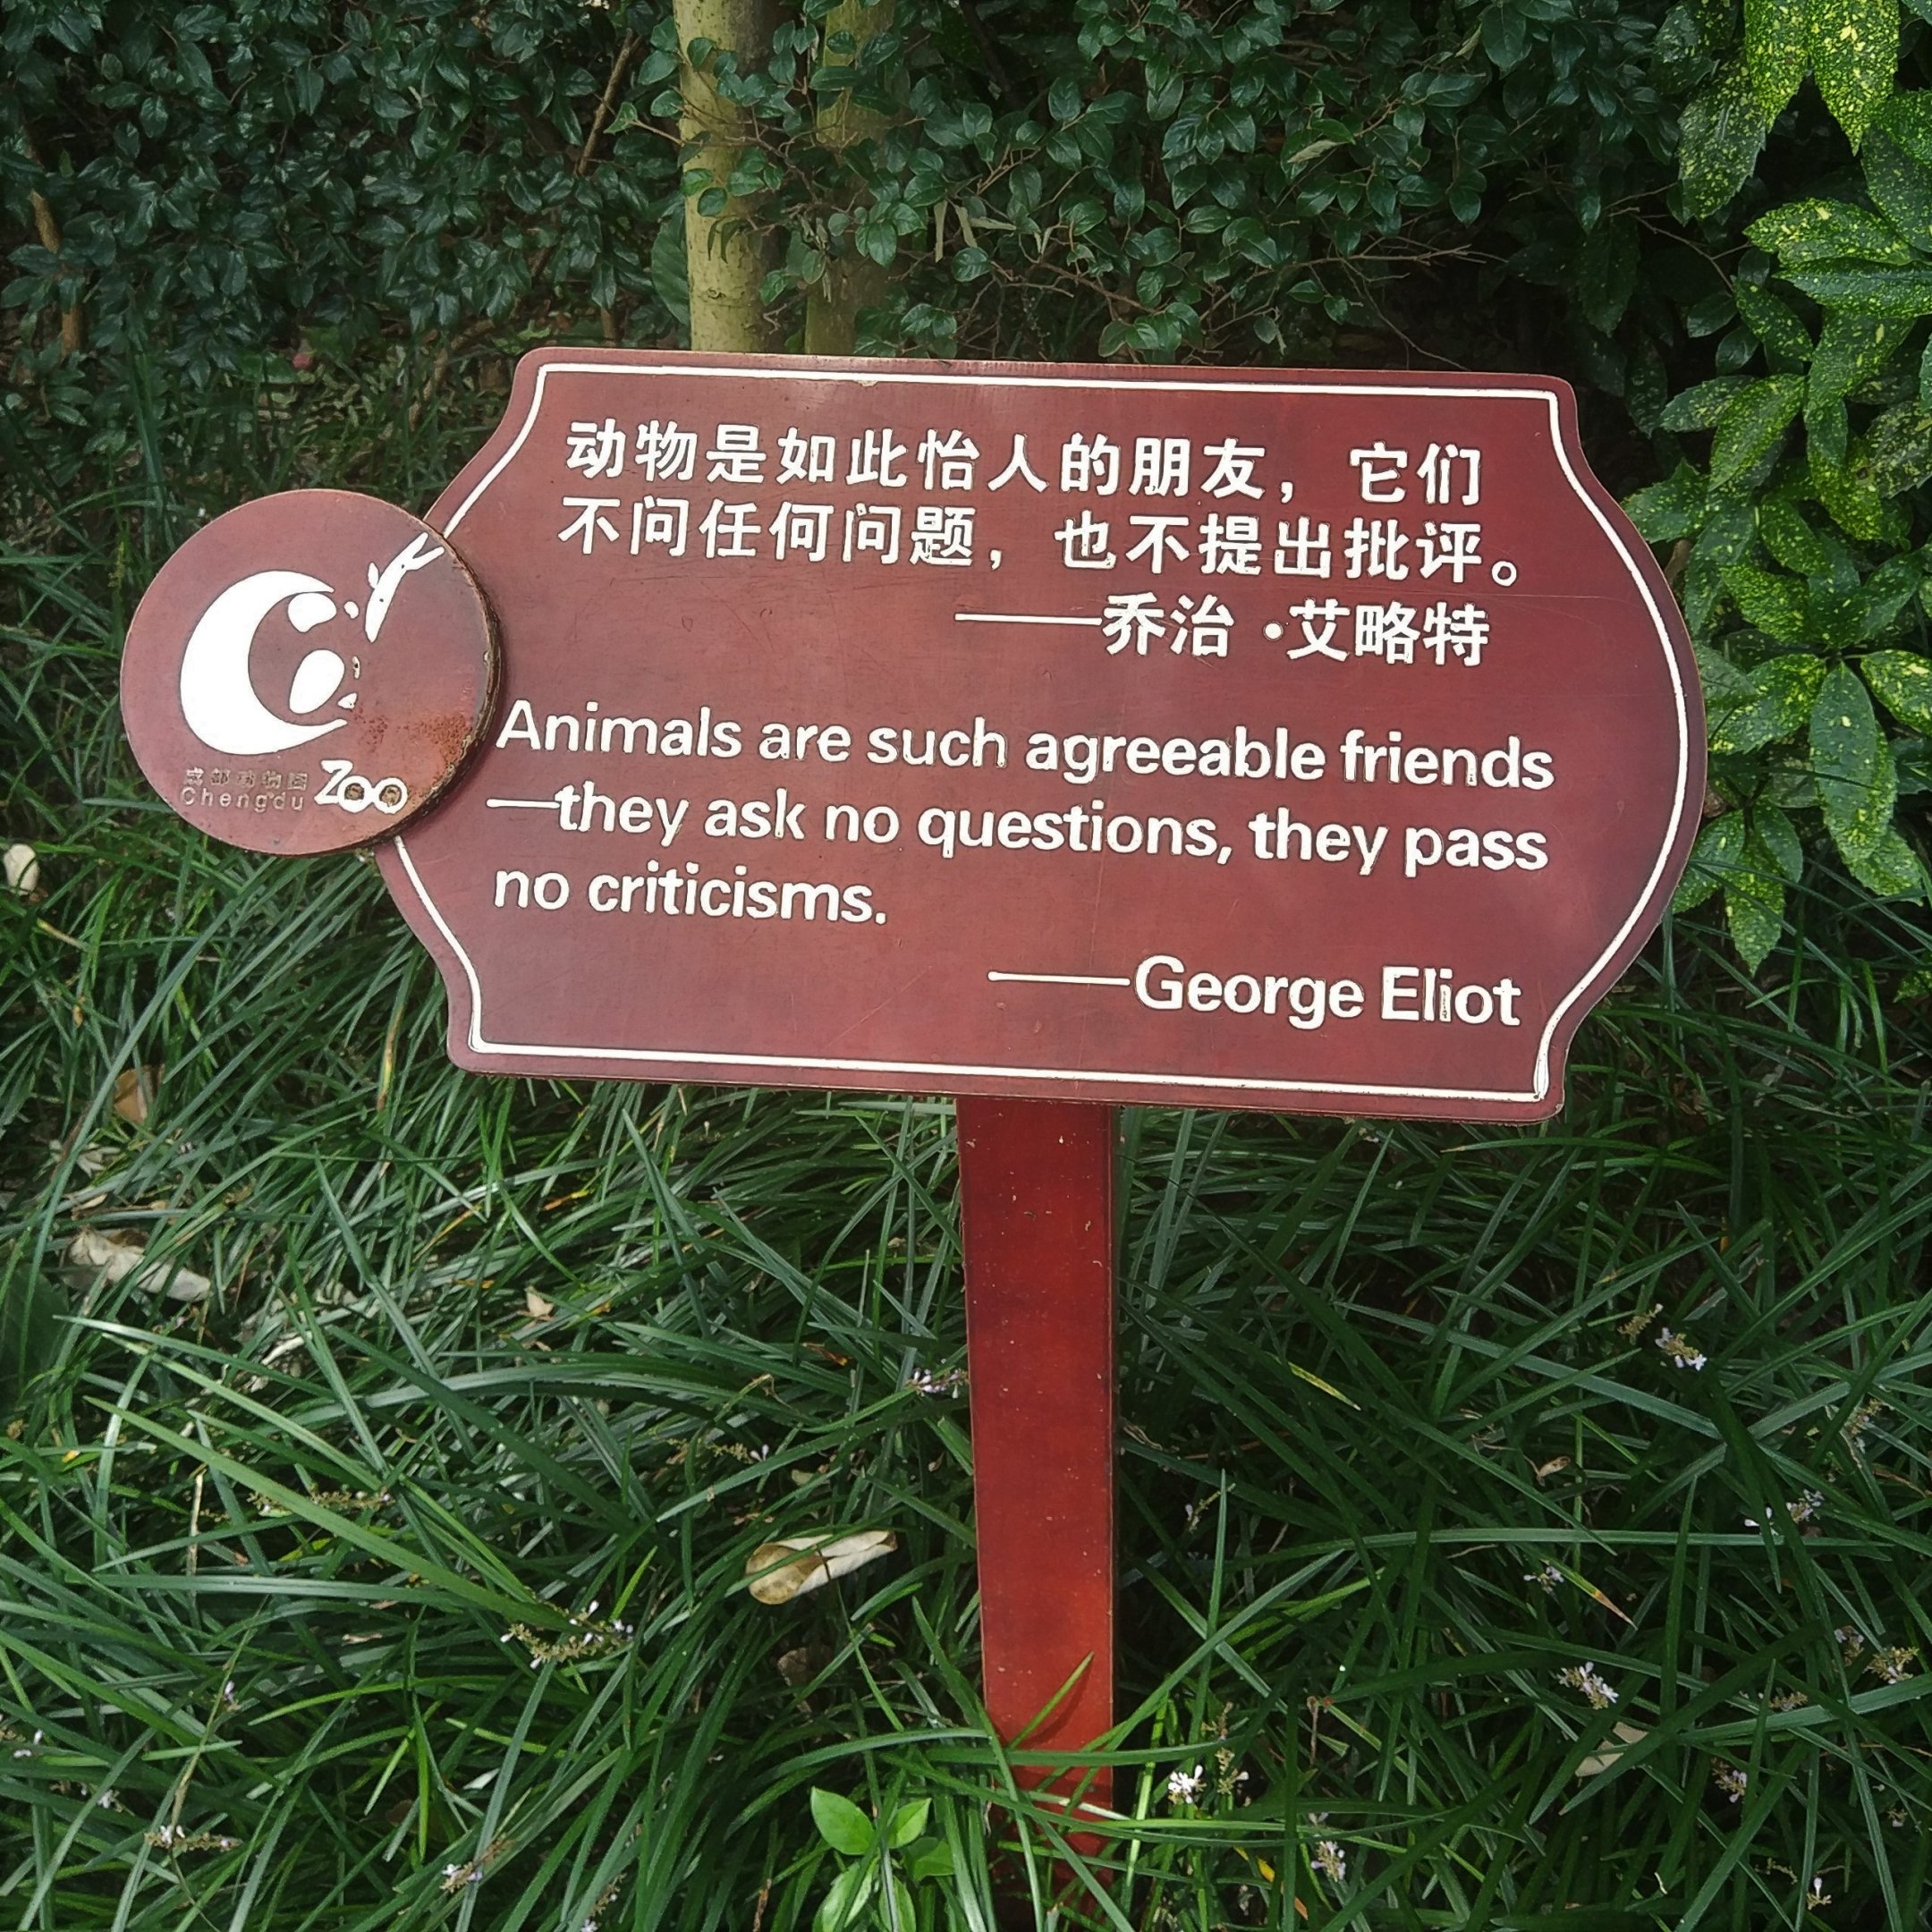 动物是如此怡人的朋友，它们
不问任何问题，也不提出批评。
——乔治·艾略特
Animals are such agreeable friends
—they ask no questions, they pass
no criticisms.
——George Eliot
成都动物园
Chengdu Zoo